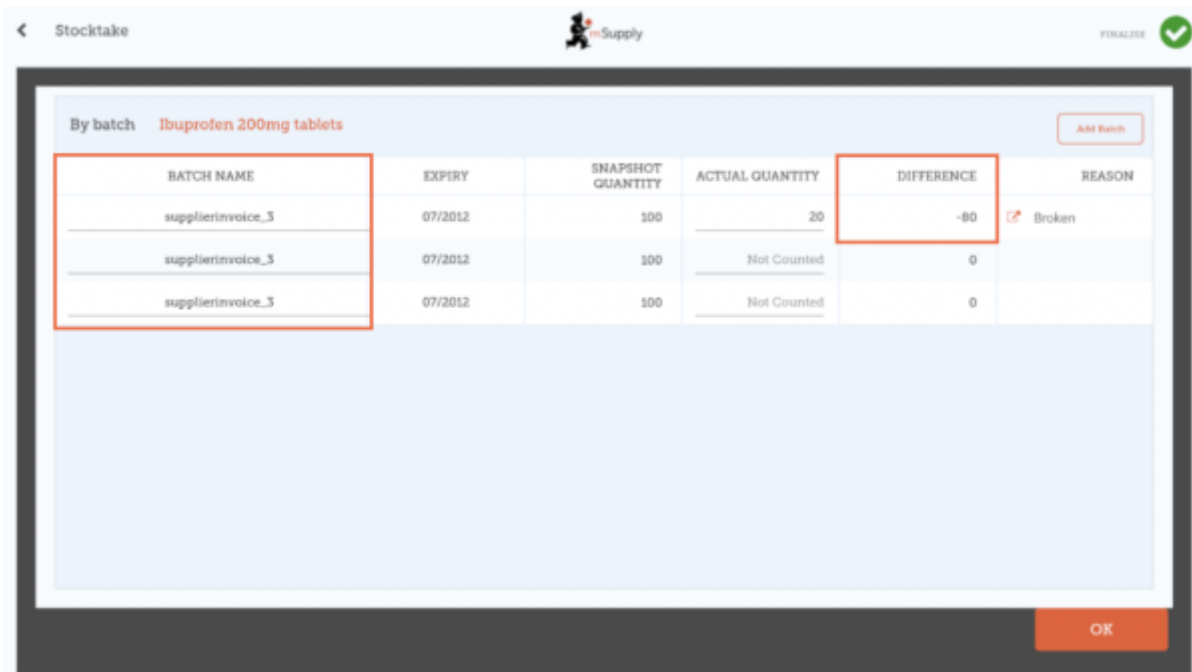 Stocktake
mSupply
FINALISE
By batch Ibuprofen 200mg tablets
Add Batch
BATCH NAME EXPIRY SNAPSHOT QUANTITY ACTUAL QUANTITY DIFFERENCE REASON
supplierinvoice_3 07/2012 100 20 -80 Broken
supplierinvoice_3 07/2012 100 Not Counted 0
supplierinvoice_3 07/2012 100 Not Counted 0
OK